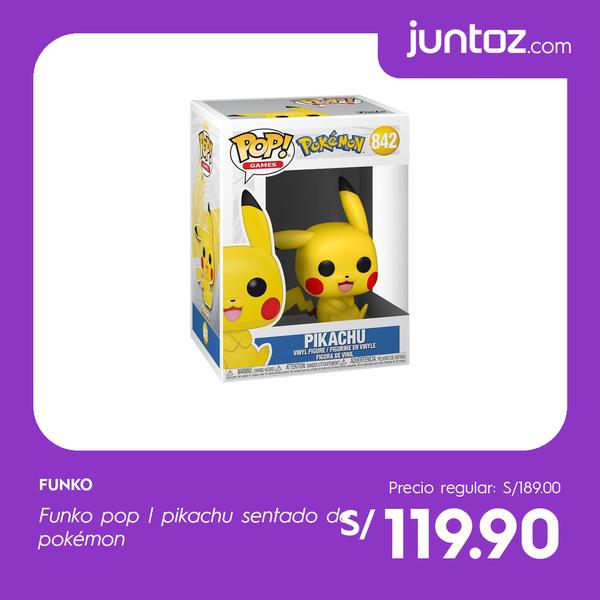 juntoz.com
POP!
GAMES
Pokémon
842
PIKACHU
VINYL FIGURE / FIGURINE EN VINYLE
FIGURA DE VINIL
FUNKO
Precio regular: S/189.00
Funko pop | pikachu sentado de
pokémon
S/ 119.90